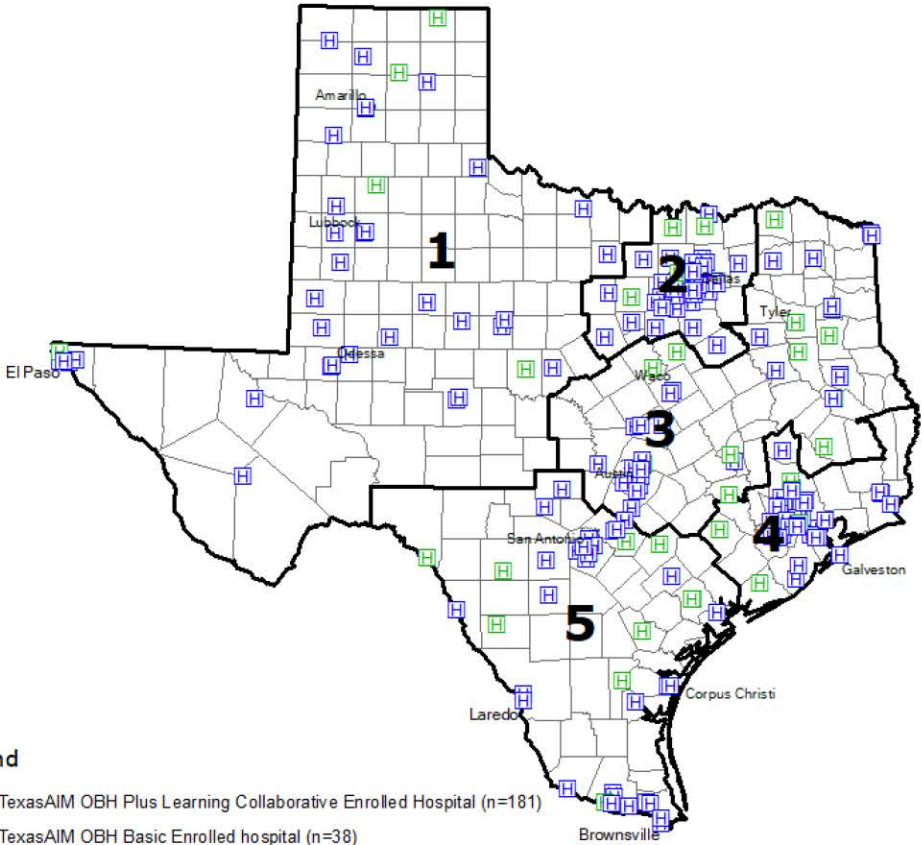 Amarillo
Lubbock
1
2
Dallas
Tyler
El Paso
Odessa
Waco
3
Austin
San Antonio
4
Galveston
5
Corpus Christi
Laredo
nd
TexasAIM OBH Plus Learning Collaborative Enrolled Hospital (n=181)
TexasAIM OBH Basic Enrolled hospital (n=38)
Brownsville